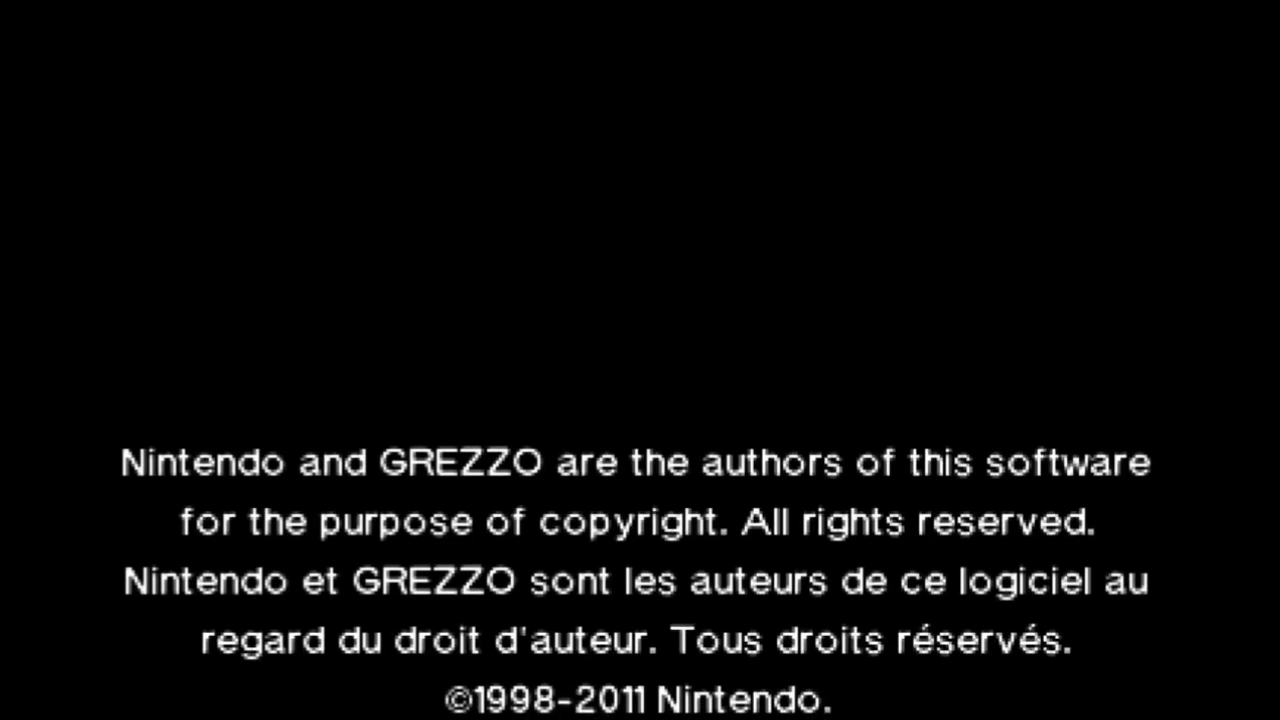 Nintendo and GREZZO are the authors of this software
for the purpose of copyright. All rights reserved.
Nintendo et GREZZO sont les auteurs de ce logiciel au
regard du droit d'auteur. Tous droits réservés.
©1998-2011 Nintendo.